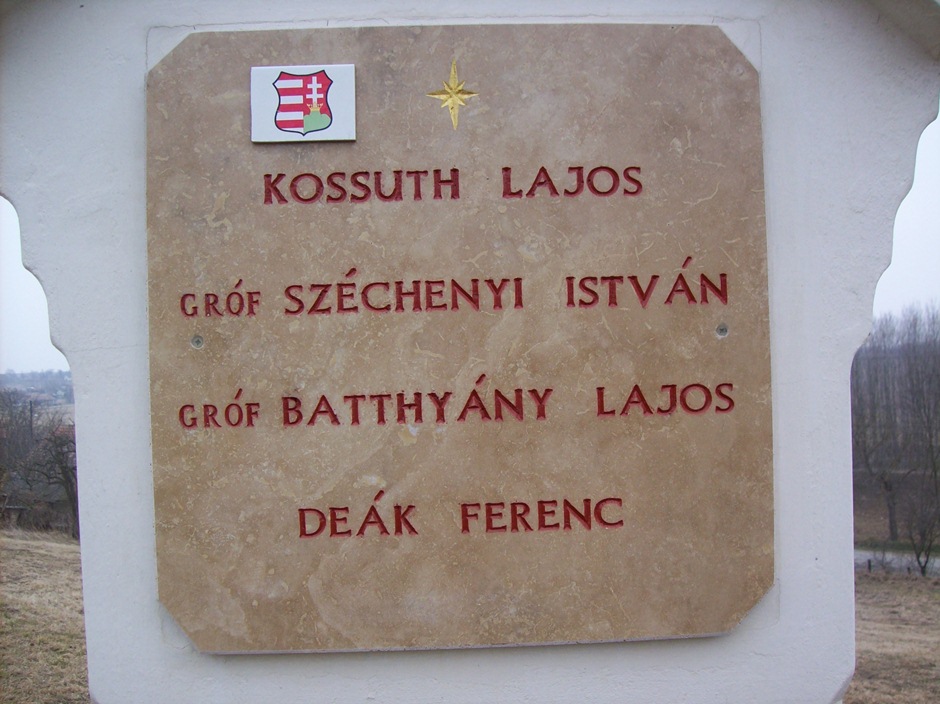 KOSSUTH LAJOS
GRÓF SZÉCHENYI ISTVÁN
GRÓF BATTHYÁNY LAJOS
DEÁK FERENC